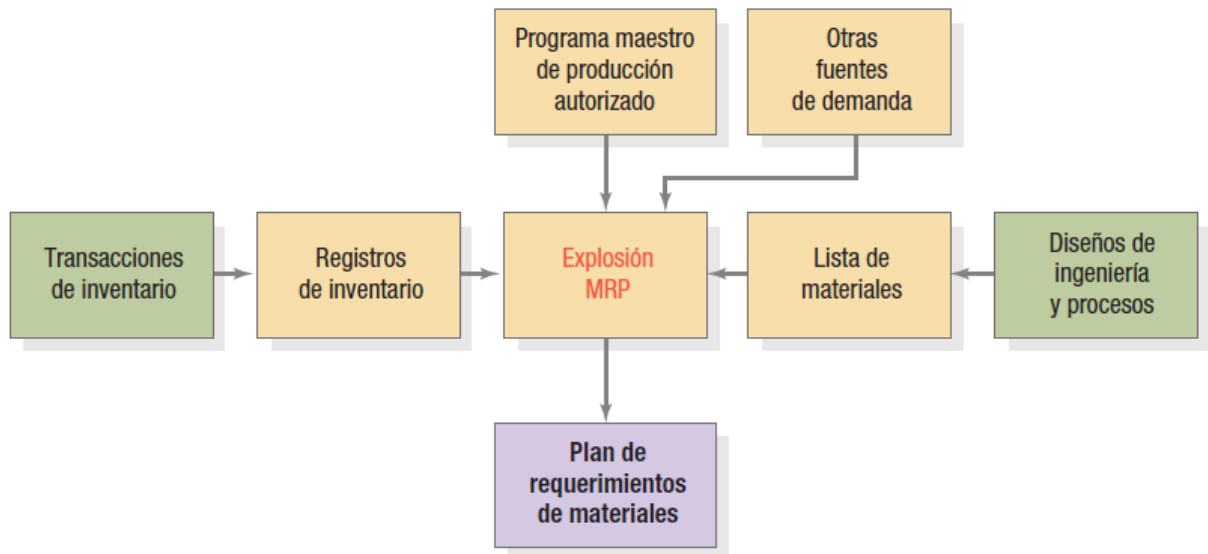 Programa maestro
de producción
autorizado
Otras
fuentes
de demanda
Transacciones
de inventario
Registros
de inventario
Explosión
MRP
Lista de
materiales
Diseños de
ingeniería
y procesos
Plan de
requerimientos
de materiales